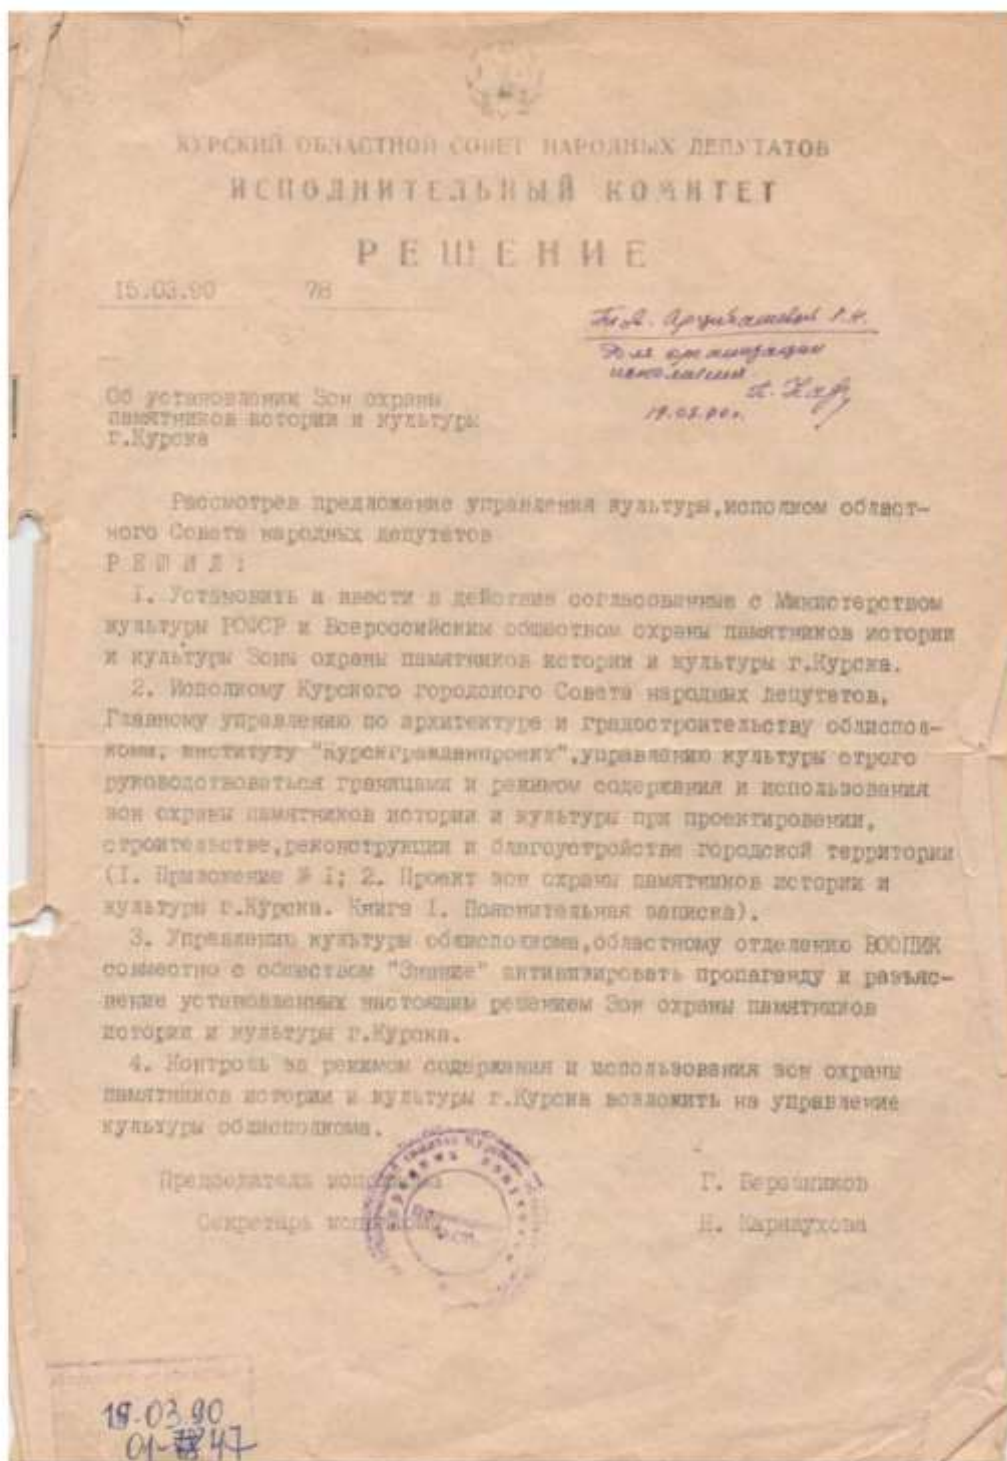 КУРСКИЙ ОБЛАСТНОЙ СОВЕТ НАРОДНЫХ ДЕПУТАТОВ
ИСПОЛНИТЕЛЬНЫЙ КОМИТЕТ
РЕШЕНИЕ
15.03.90 78
Тов.
Для организации
исполнения
19.03.90г.
Об установлении Зон охраны
памятников истории и культуры
г.Курска
Рассмотрев предложение управления культуры,исполком област-
ного Совета народных депутатов
РЕШИЛ:
1. Установить и ввести в действие согласованные с Министерством
культуры РСФСР и Всероссийским обществом охраны памятников истории
и культуры Зоны охраны памятников истории и культуры г.Курска.
2. Исполкому Курского городского Совета народных депутатов,
Главному управлению по архитектуре и градостроительству облиспол-
кома, институту "Курскгражданпроект",управлению культуры строго
руководствоваться границами и режимом содержания и использования
зон охраны памятников истории и культуры при проектировании,
строительстве,реконструкции и благоустройстве городской территории
(1. Приложение № 1; 2. Проект зон охраны памятников истории и
культуры г.Курска. Книга 1. Пояснительная записка).
3. Управлению культуры облисполкома,областному отделению ВООПИК
совместно с обществом "Знание" активизировать пропаганду и разъяс-
нение установленных настоящим решением Зон охраны памятников
истории и культуры г.Курска.
4. Контроль за режимом содержания и использования зон охраны
памятников истории и культуры г.Курска возложить на управление
культуры облисполкома.
Председатель исполкома
Секретарь исполкома Н. Карнаухова
19.03.90
01- 47